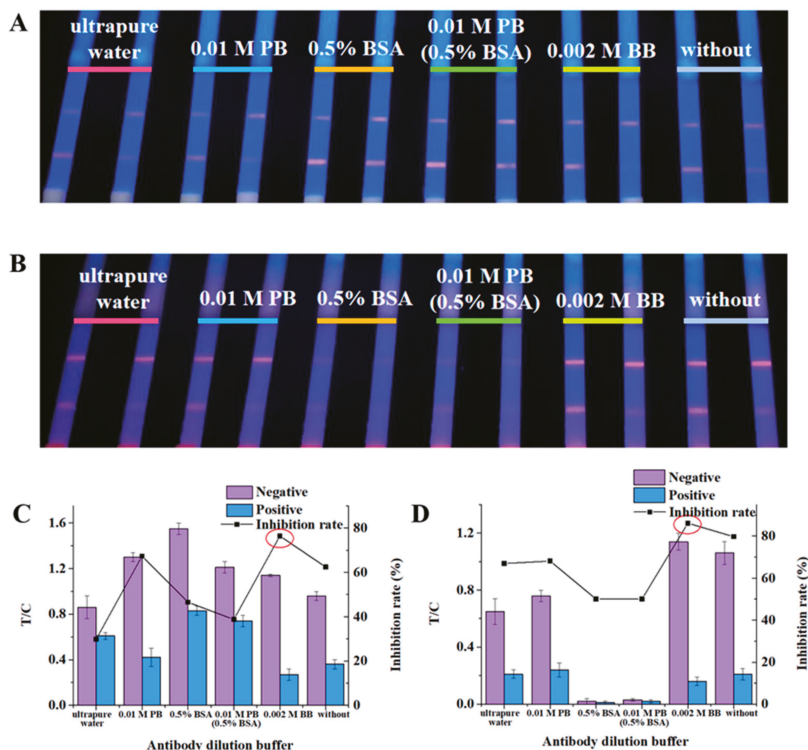 A
ultrapure
water
0.01 M PB
0.5% BSA
0.01 M PB
(0.5% BSA)
0.002 M BB
without
B
ultrapure
water
0.01 M PB
0.5% BSA
0.01 M PB
(0.5% BSA)
0.002 M BB
without
C
Negative
Positive
Inhibition rate
T/C
1.6
1.2
0.8
0.4
0.0
80
60
40
20
0
Inhibition rate (%)
ultrapure
water
0.01 M PB
0.5% BSA
0.01 M PB
(0.5% BSA)
0.002 M BB
without
Antibody dilution buffer
D
Negative
Positive
Inhibition rate
T/C
1.2
0.8
0.4
0.0
80
60
40
20
0
Inhibition rate (%)
ultrapure
water
0.01 M PB
0.5% BSA
0.01 M PB
(0.5% BSA)
0.002 M BB
without
Antibody dilution buffer